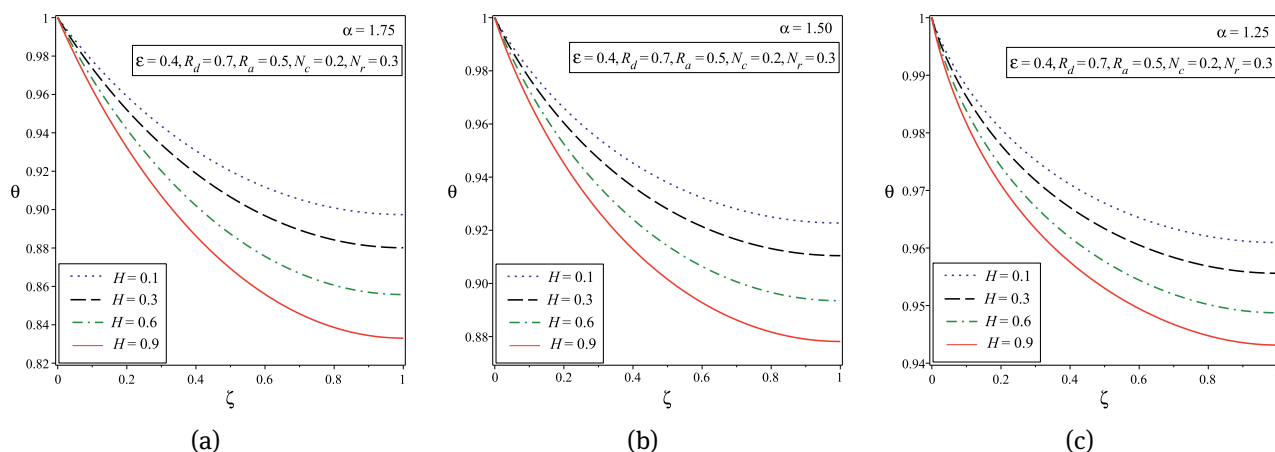 α = 1.75
ε = 0.4, R_d = 0.7, R_a = 0.5, N_c = 0.2, N_r = 0.3
1
0.98
0.96
0.94
0.92
0.90
0.88
0.86
0.84
0.82
θ
H = 0.1
H = 0.3
H = 0.6
H = 0.9
0 0.2 0.4 0.6 0.8 1
ζ
(a)
α = 1.50
ε = 0.4, R_d = 0.7, R_a = 0.5, N_c = 0.2, N_r = 0.3
1
0.98
0.96
0.94
0.92
0.90
0.88
θ
H = 0.1
H = 0.3
H = 0.6
H = 0.9
0 0.2 0.4 0.6 0.8 1
ζ
(b)
α = 1.25
ε = 0.4, R_d = 0.7, R_a = 0.5, N_c = 0.2, N_r = 0.3
1
0.99
0.98
0.97
0.96
0.95
0.94
θ
H = 0.1
H = 0.3
H = 0.6
H = 0.9
0 0.2 0.4 0.6 0.8
ζ
(c)